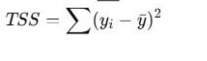 TSS = ∑(yᵢ − ȳ)²